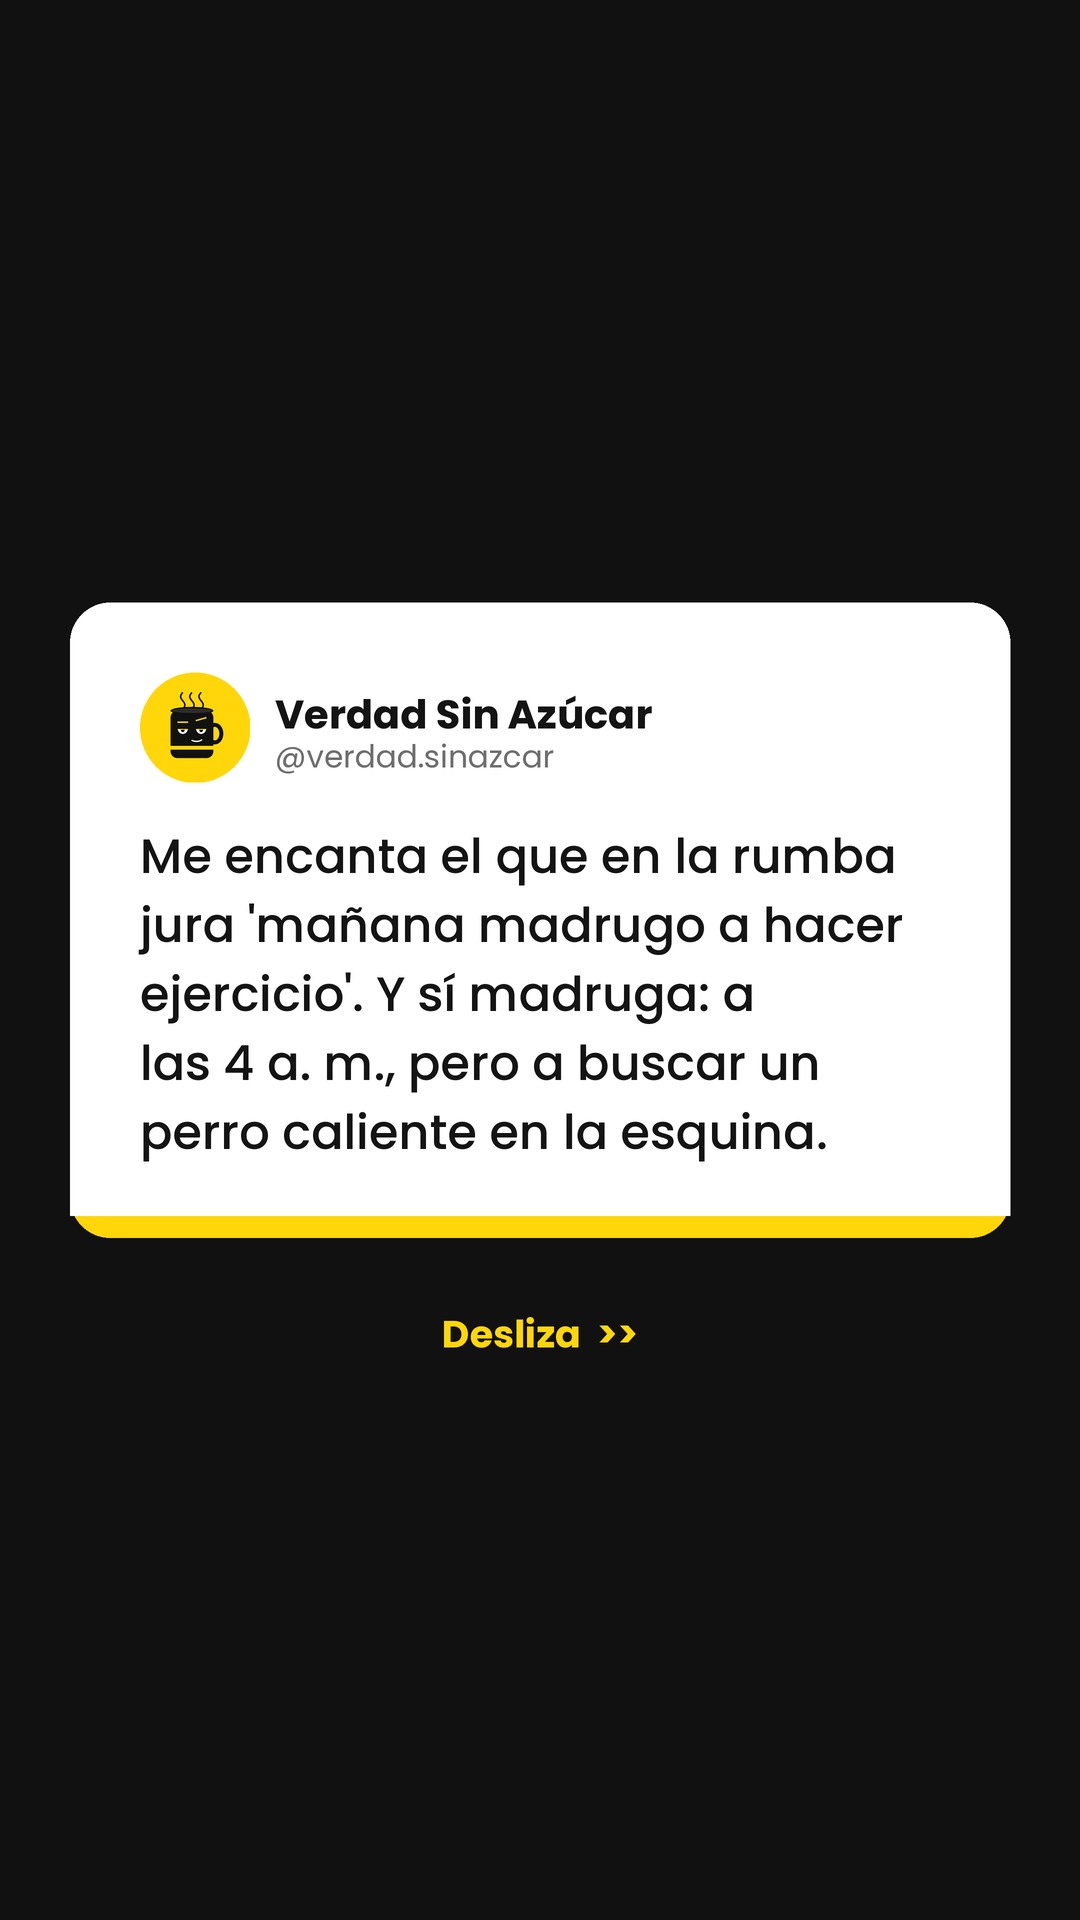 Verdad Sin Azúcar
@verdad.sinazcar
Me encanta el que en la rumba
jura 'mañana madrugo a hacer
ejercicio'. Y sí madruga: a
las 4 a. m., pero a buscar un
perro caliente en la esquina.
Desliza >>